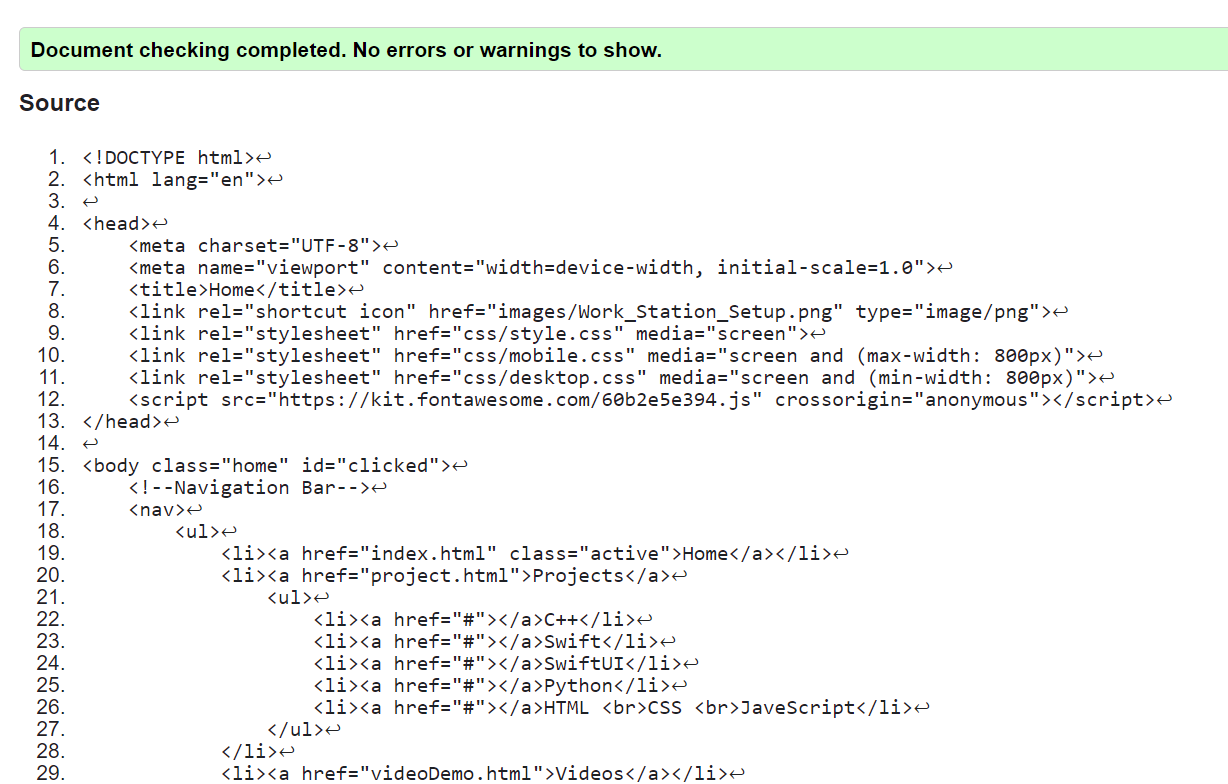 Document checking completed. No errors or warnings to show.
Source
1. <!DOCTYPE html>↩
2. <html lang="en">↩
3. ↩
4. <head>↩
5.     <meta charset="UTF-8">↩
6.     <meta name="viewport" content="width=device-width, initial-scale=1.0">↩
7.     <title>Home</title>↩
8.     <link rel="shortcut icon" href="images/Work_Station_Setup.png" type="image/png">↩
9.     <link rel="stylesheet" href="css/style.css" media="screen">↩
10.     <link rel="stylesheet" href="css/mobile.css" media="screen and (max-width: 800px)">↩
11.     <link rel="stylesheet" href="css/desktop.css" media="screen and (min-width: 800px)">↩
12.     <script src="https://kit.fontawesome.com/60b2e5e394.js" crossorigin="anonymous"></script>↩
13. </head>↩
14. ↩
15. <body class="home" id="clicked">↩
16.     <!--Navigation Bar-->↩
17.     <nav>↩
18.         <ul>↩
19.             <li><a href="index.html" class="active">Home</a></li>↩
20.             <li><a href="project.html">Projects</a>↩
21.                 <ul>↩
22.                     <li><a href="#"></a>C++</li>↩
23.                     <li><a href="#"></a>Swift</li>↩
24.                     <li><a href="#"></a>SwiftUI</li>↩
25.                     <li><a href="#"></a>Python</li>↩
26.                     <li><a href="#"></a>HTML <br>CSS <br>JaveScript</li>↩
27.                 </ul>↩
28.             </li>↩
29.             <li><a href="videoDemo.html">Videos</a></li>↩